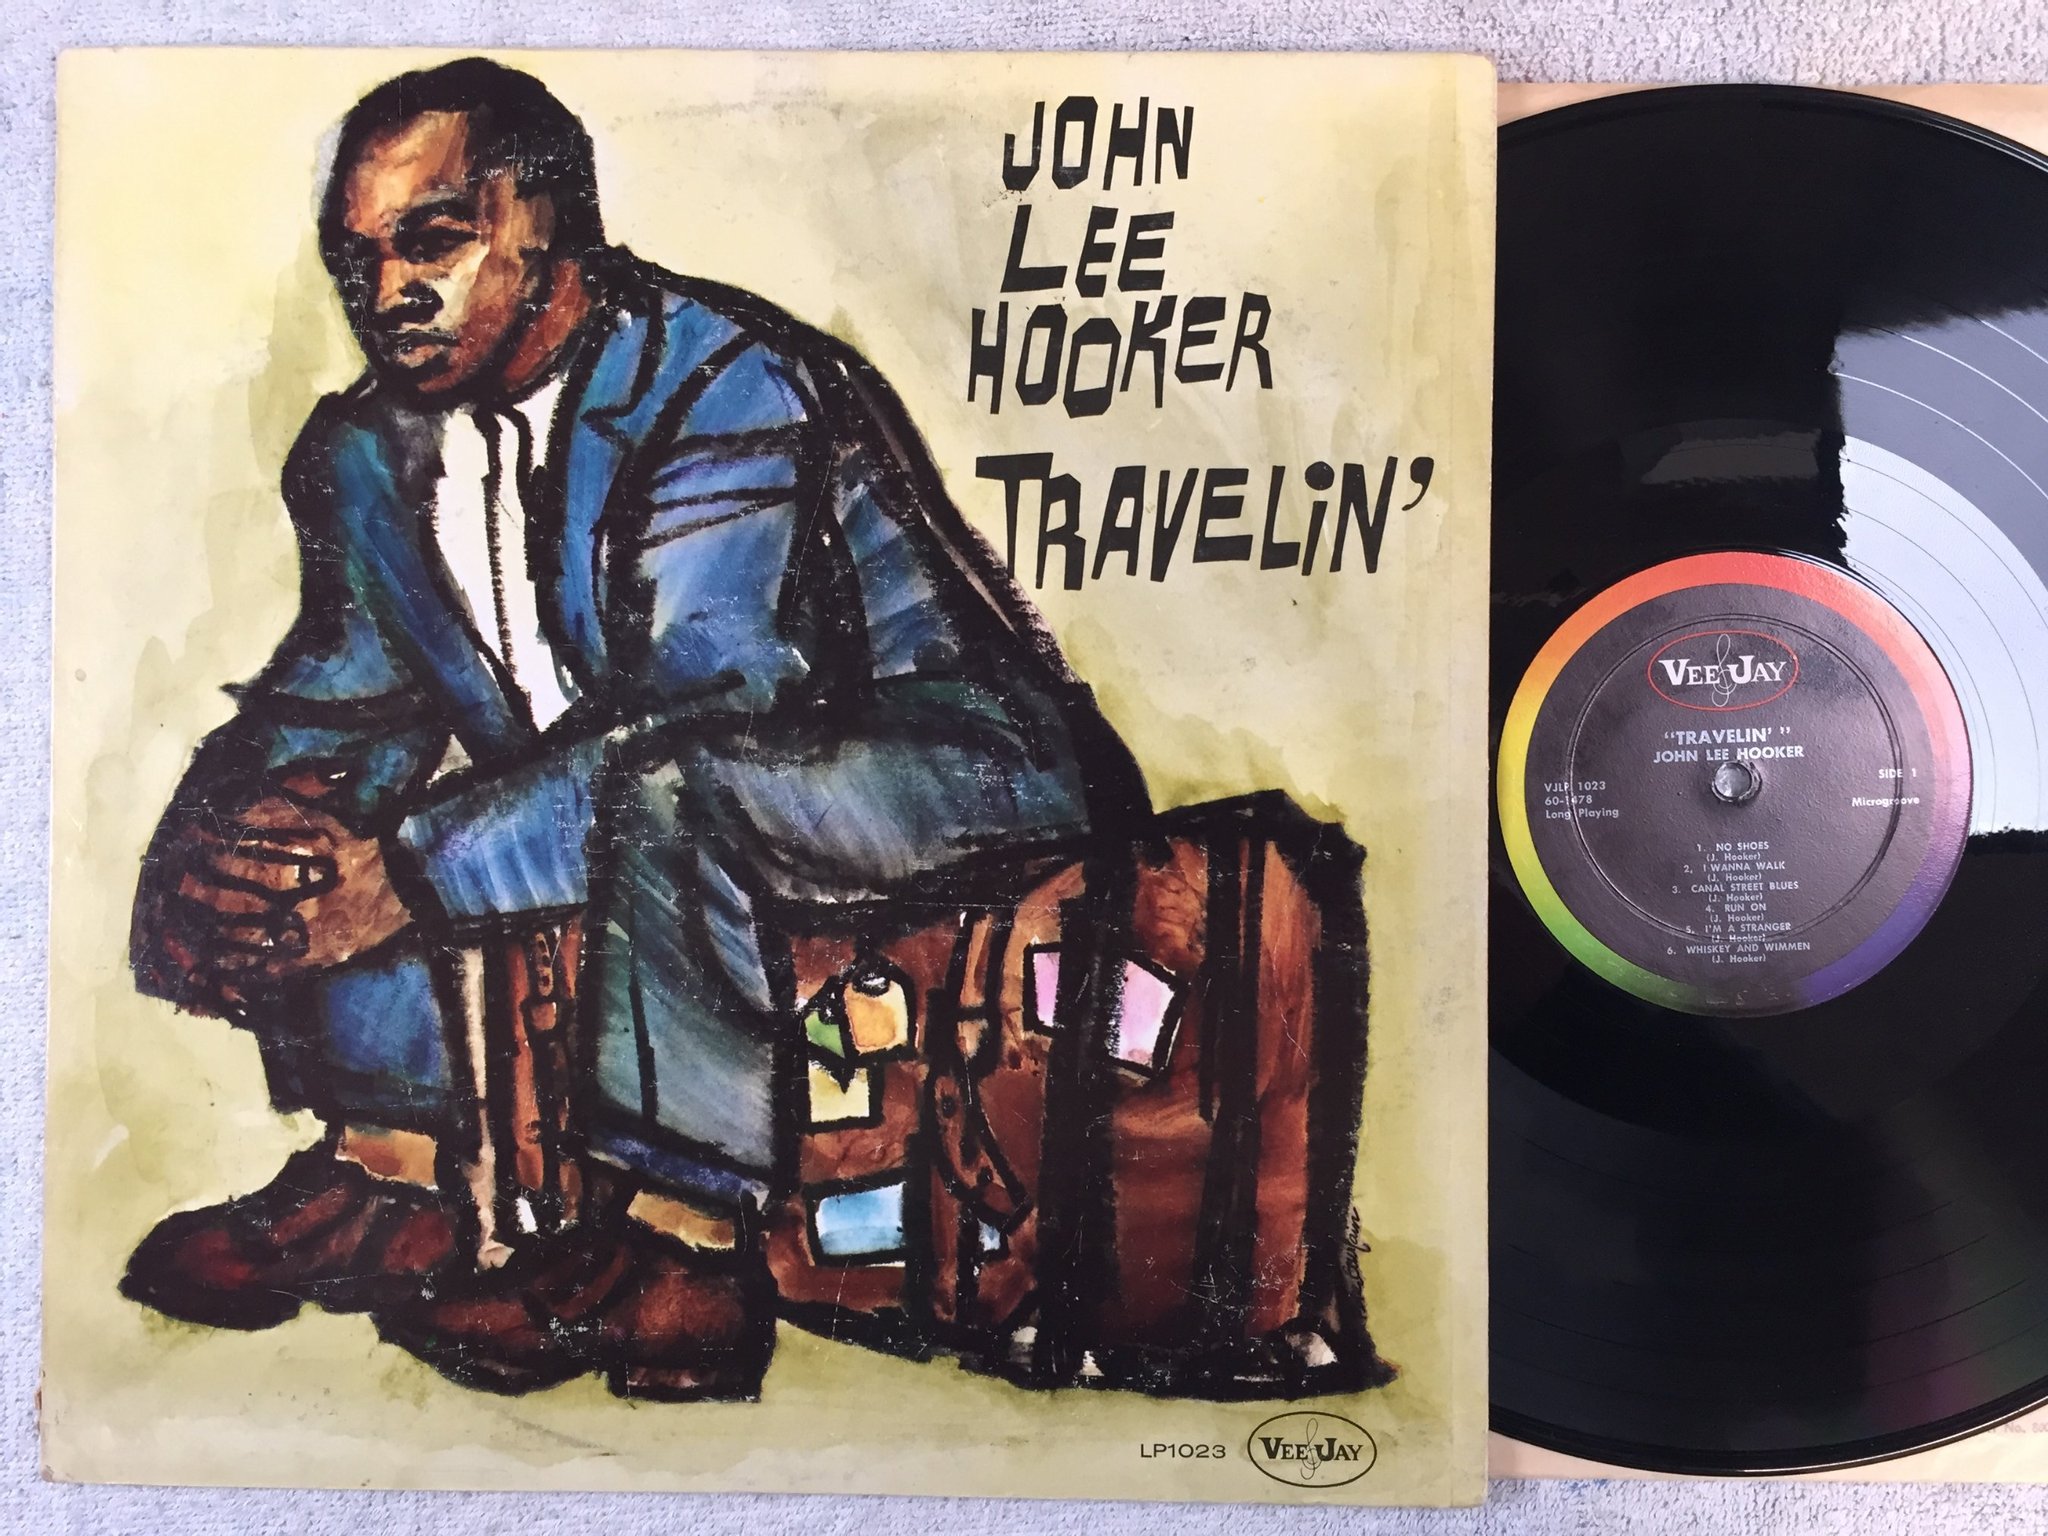 JOHN
LEE
HOOKER
TRAVELiN'
LP1023
VEE JAY
VEE JAY
"TRAVELIN' "
JOHN LEE HOOKER
SIDE 1
VJLP 1023
60-1478
Long Playing
Microgroove
1. NO SHOES
(J. Hooker)
2. I WANNA WALK
(J. Hooker)
3. CANAL STREET BLUES
(J. Hooker)
4. RUN ON
(J. Hooker)
5. I'M A STRANGER
(J. Hooker)
6. WHISKEY AND WIMMEN
(J. Hooker)